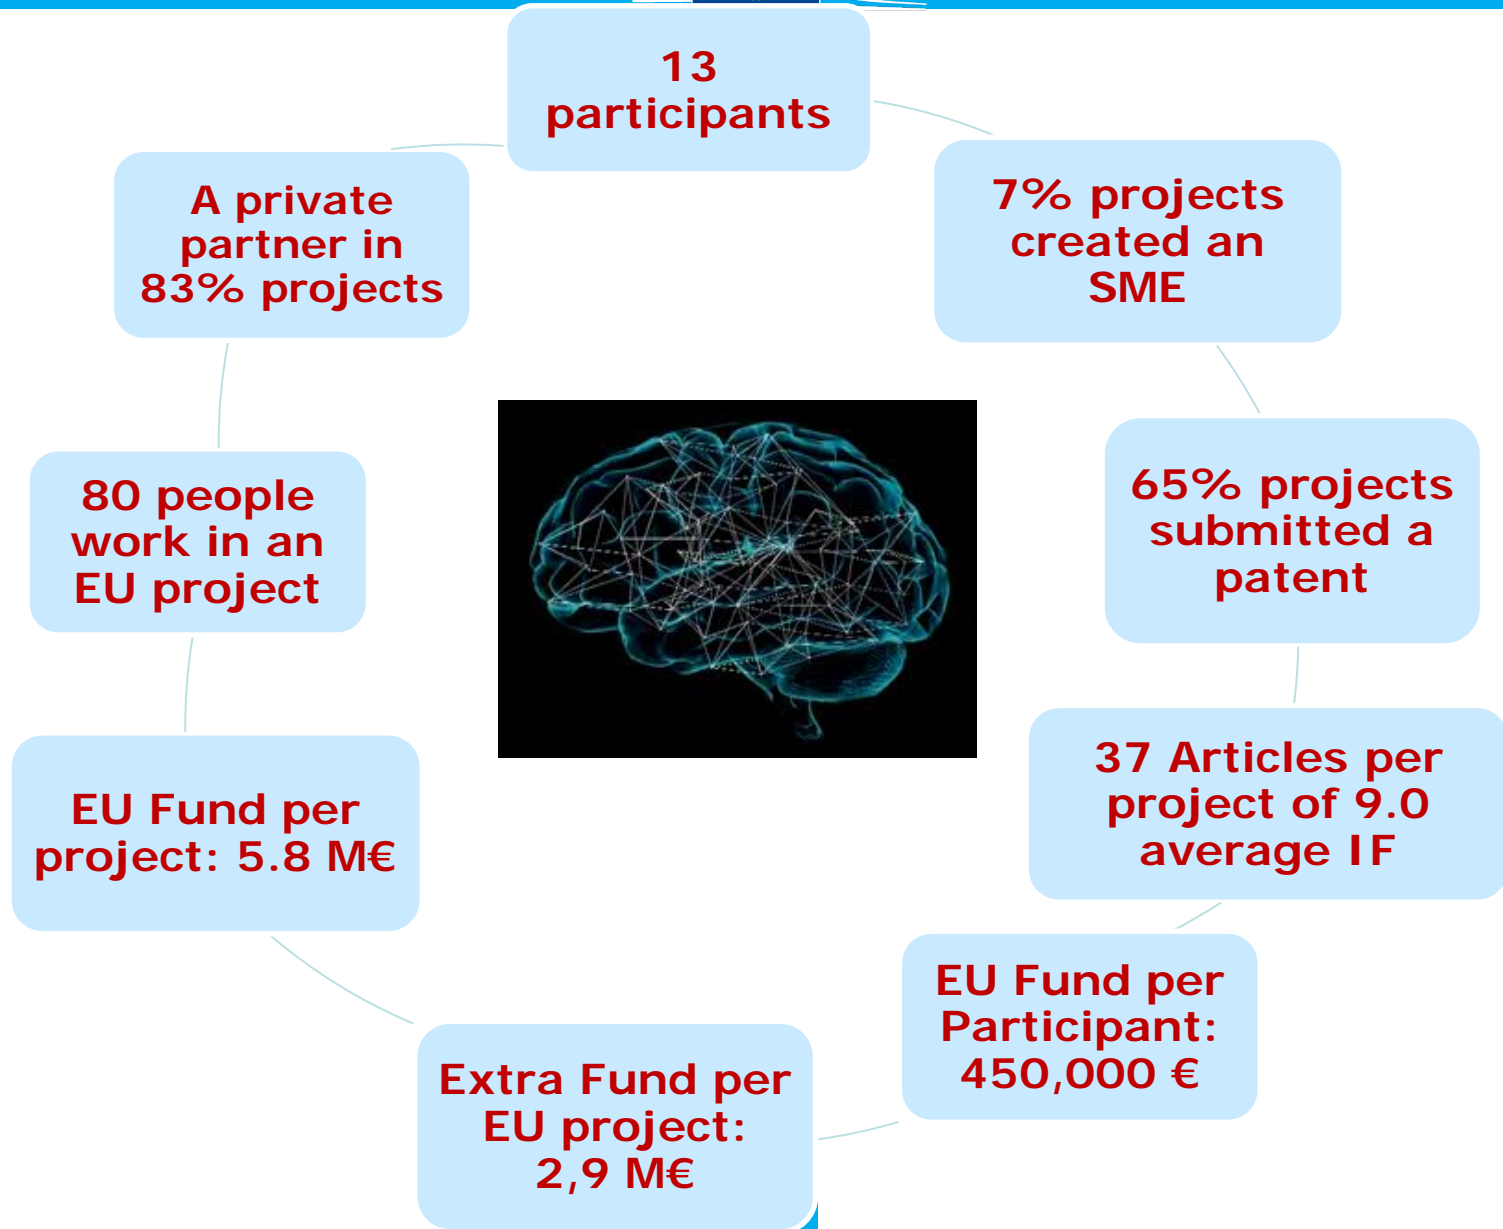 13
participants
7% projects
created an
SME
65% projects
submitted a
patent
37 Articles per
project of 9.0
average IF
EU Fund per
Participant:
450,000 €
Extra Fund per
EU project:
2,9 M€
EU Fund per
project: 5.8 M€
80 people
work in an
EU project
A private
partner in
83% projects